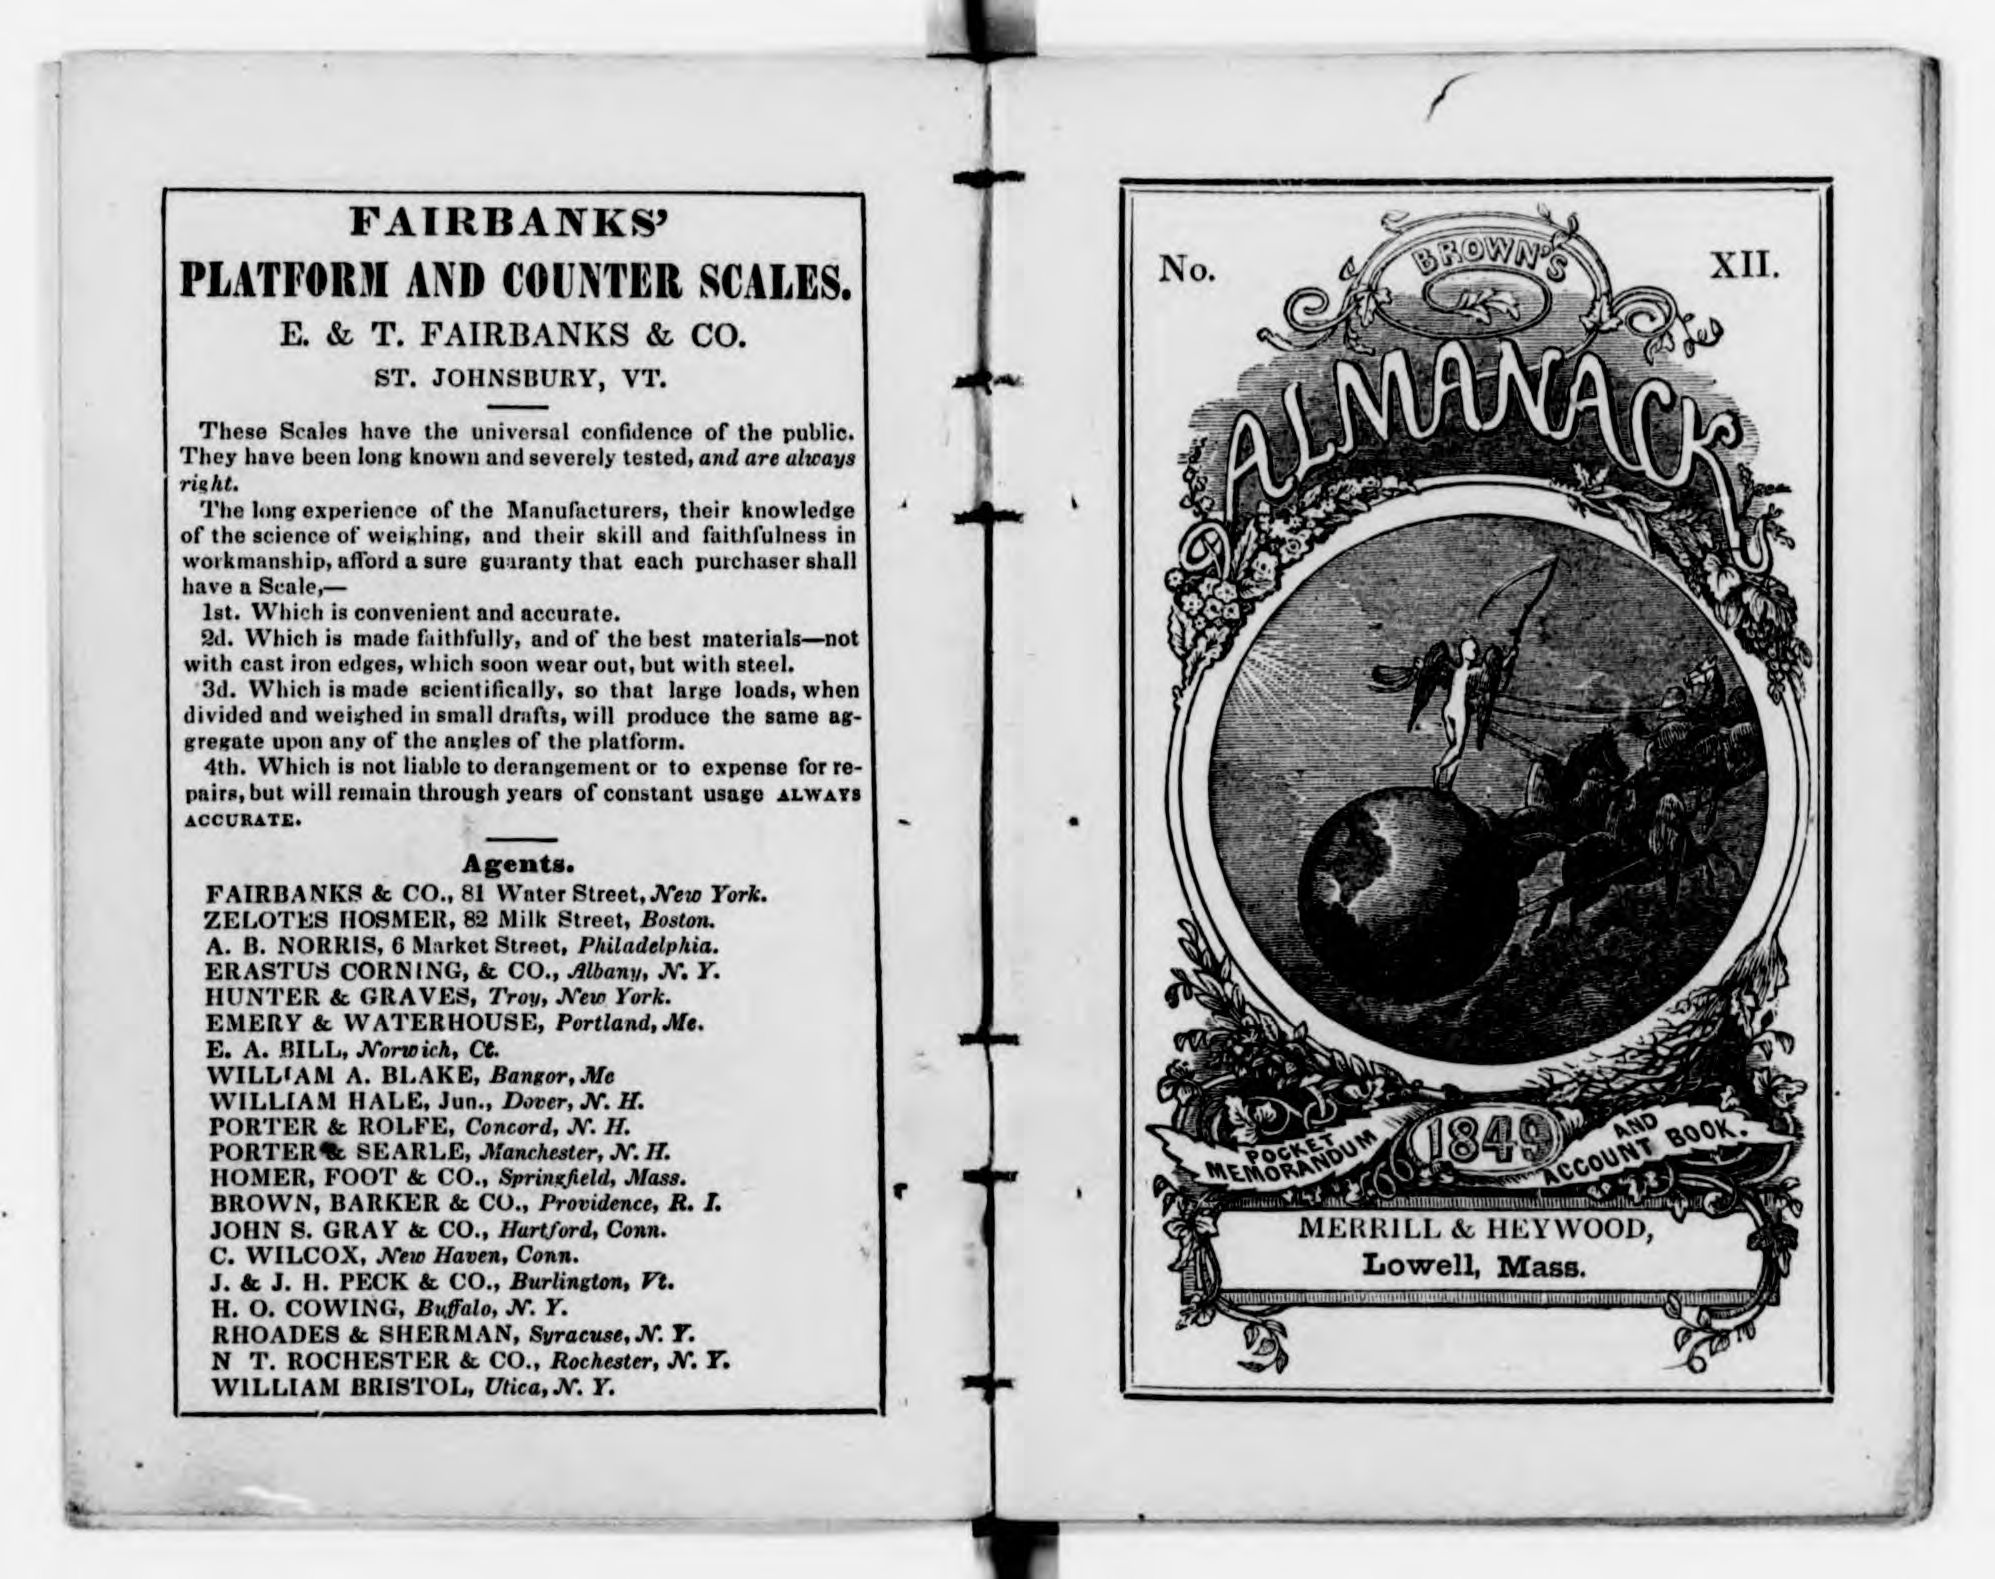 FAIRBANKS'
PLATFORM AND COUNTER SCALES.
E. & T. FAIRBANKS & CO.
ST. JOHNSBURY, VT.
These Scales have the universal confidence of the public.
They have been long known and severely tested, and are always
right.
The long experience of the Manufacturers, their knowledge
of the science of weighing, and their skill and faithfulness in
workmanship, afford a sure guaranty that each purchaser shall
have a Scale,—
1st. Which is convenient and accurate.
2d. Which is made faithfully, and of the best materials—not
with cast iron edges, which soon wear out, but with steel.
3d. Which is made scientifically, so that large loads, when
divided and weighed in small drafts, will produce the same ag-
gregate upon any of the angles of the platform.
4th. Which is not liable to derangement or to expense for re-
pairs, but will remain through years of constant usage ALWAYS
ACCURATE.
Agents.
FAIRBANKS & CO., 81 Water Street, New York.
ZELOTES HOSMER, 82 Milk Street, Boston.
A. B. NORRIS, 6 Market Street, Philadelphia.
ERASTUS CORNING, & CO., Albany, N. Y.
HUNTER & GRAVES, Troy, New York.
EMERY & WATERHOUSE, Portland, Me.
E. A. BILL, Norwich, Ct.
WILLIAM A. BLAKE, Bangor, Me
WILLIAM HALE, Jun., Dover, N. H.
PORTER & ROLFE, Concord, N. H.
PORTER & SEARLE, Manchester, N. H.
HOMER, FOOT & CO., Springfield, Mass.
BROWN, BARKER & CO., Providence, R. I.
JOHN S. GRAY & CO., Hartford, Conn.
C. WILCOX, New Haven, Conn.
J. & J. H. PECK & CO., Burlington, Vt.
H. O. COWING, Buffalo, N. Y.
RHOADES & SHERMAN, Syracuse, N. Y.
N T. ROCHESTER & CO., Rochester, N. Y.
WILLIAM BRISTOL, Utica, N. Y.
No. XII.
BROWN'S
ALMANACK
POCKET
MEMORANDUM
1849
AND
ACCOUNT BOOK.
MERRILL & HEYWOOD,
Lowell, Mass.